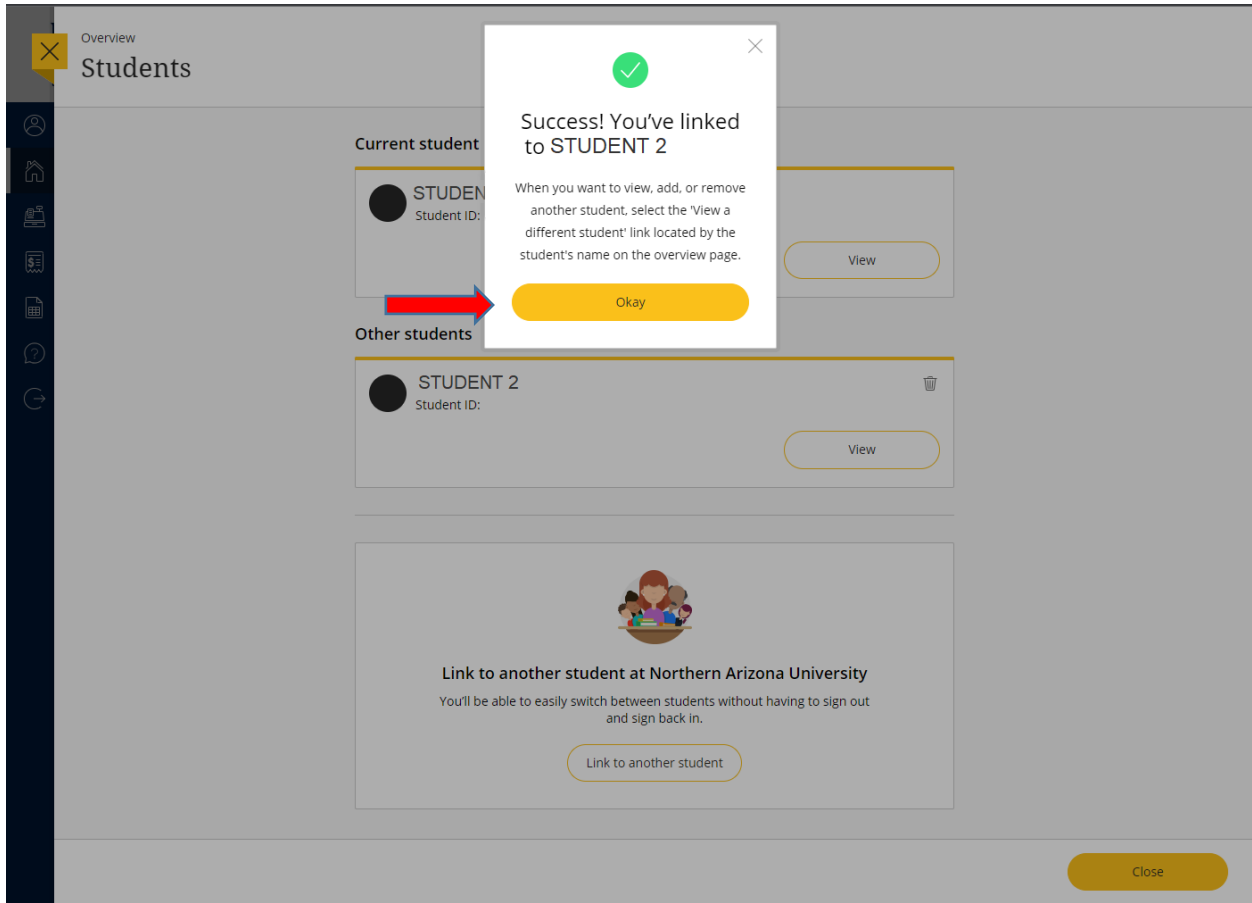 Overview
Students
Success! You've linked
to STUDENT 2
When you want to view, add, or remove
another student, select the 'View a
different student' link located by the
student's name on the overview page.
Okay
Current student
STUDEN
Student ID:
View
Other students
STUDENT 2
Student ID:
View
Link to another student at Northern Arizona University
You'll be able to easily switch between students without having to sign out
and sign back in.
Link to another student
Close